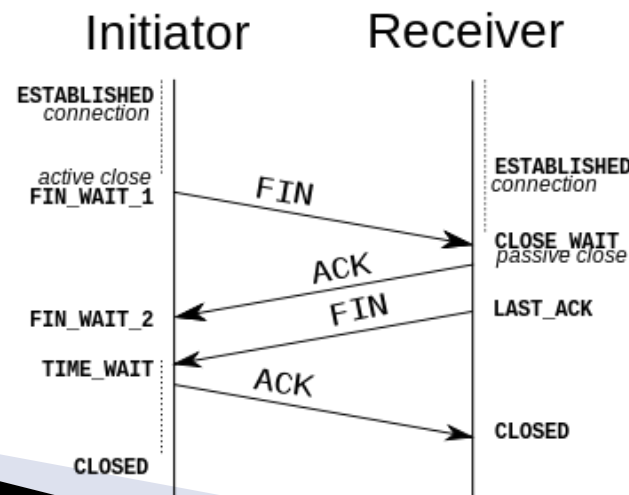 Initiator
Receiver
ESTABLISHED
connection
ESTABLISHED
connection
active close
FIN_WAIT_1
FIN
CLOSE_WAIT
passive close
ACK
FIN
LAST_ACK
FIN_WAIT_2
TIME_WAIT
ACK
CLOSED
CLOSED